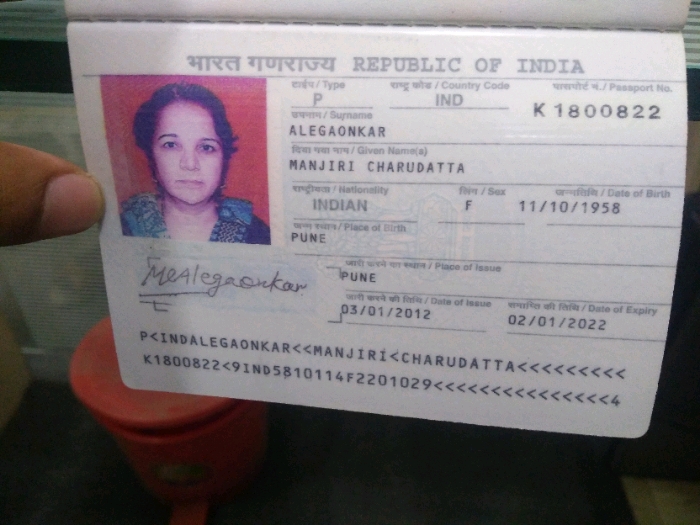 भारत गणराज्य REPUBLIC OF INDIA
टाईप / Type राष्ट्र कोड / Country Code पासपोर्ट नं. / Passport No.
P IND K 1800822
उपनाम / Surname
ALEGAONKAR
दिया गया नाम / Given Name(s)
MANJIRI CHARUDATTA
राष्ट्रीयता / Nationality लिंग / Sex जन्मतिथि / Date of Birth
INDIAN F 11/10/1958
जन्म स्थान / Place of Birth
PUNE
जारी करने का स्थान / Place of Issue
PUNE
MCAlegaonkar
जारी करने की तिथि / Date of Issue समाप्ति की तिथि / Date of Expiry
03/01/2012 02/01/2022
P<INDALEGAONKAR<<MANJIRI<CHARUDATTA<<<<<<<<<
K1800822<9IND5810114F2201029<<<<<<<<<<<<<<<4